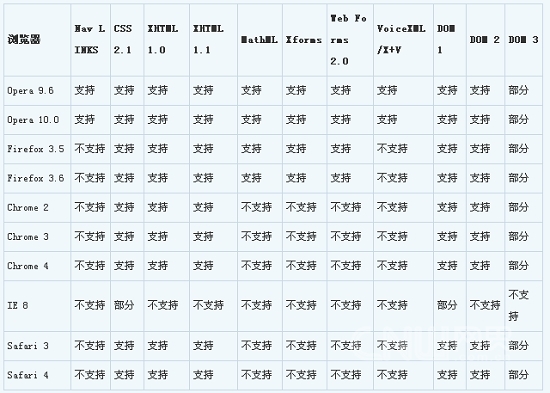 浏览器 Nav LINKS CSS 2.1 XHTML 1.0 XHTML 1.1 MathML Xforms Web Forms 2.0 VoiceXML/X+V DOM 1 DOM 2 DOM 3
Opera 9.6 支持 支持 支持 支持 支持 支持 支持 支持 支持 支持 部分
Opera 10.0 支持 支持 支持 支持 支持 支持 支持 支持 支持 支持 部分
Firefox 3.5 不支持 支持 支持 支持 支持 支持 支持 不支持 支持 支持 部分
Firefox 3.6 不支持 支持 支持 支持 支持 支持 支持 不支持 支持 支持 部分
Chrome 2 不支持 支持 支持 支持 不支持 不支持 不支持 不支持 支持 支持 部分
Chrome 3 不支持 支持 支持 支持 不支持 不支持 不支持 不支持 支持 支持 部分
Chrome 4 不支持 支持 支持 支持 不支持 不支持 不支持 不支持 支持 支持 部分
IE 8 不支持 部分 不支持 不支持 不支持 不支持 不支持 不支持 部分 不支持 不支持
Safari 3 不支持 支持 支持 支持 不支持 不支持 不支持 不支持 支持 支持 部分
Safari 4 不支持 支持 支持 支持 不支持 不支持 不支持 不支持 支持 支持 部分